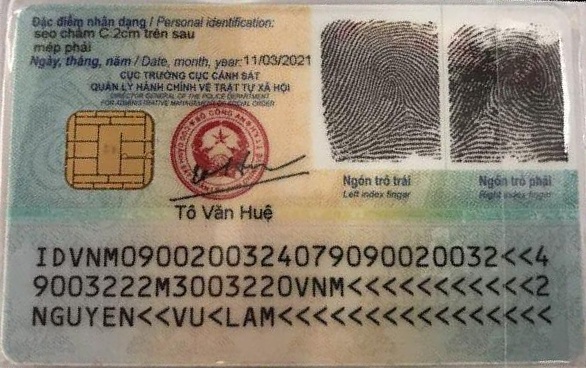 Đặc điểm nhận dạng / Personal identification:
sẹo chấm C.2cm trên sau
mép phải
Ngày, tháng, năm / Date, month, year: 11/03/2021
CỤC TRƯỞNG CỤC CẢNH SÁT
QUẢN LÝ HÀNH CHÍNH VỀ TRẬT TỰ XÃ HỘI
DIRECTOR GENERAL OF THE POLICE DEPARTMENT
FOR ADMINISTRATIVE MANAGEMENT OF SOCIAL ORDER
BỘ CÔNG AN
Tô Văn Huệ
Ngón trỏ trái
Left index finger
Ngón trỏ phải
Right index finger
IDVNM0900200324079090020032<<4
9003222M3003220VNM<<<<<<<<<<<2
NGUYEN<<VU<LAM<<<<<<<<<<<<<<<<